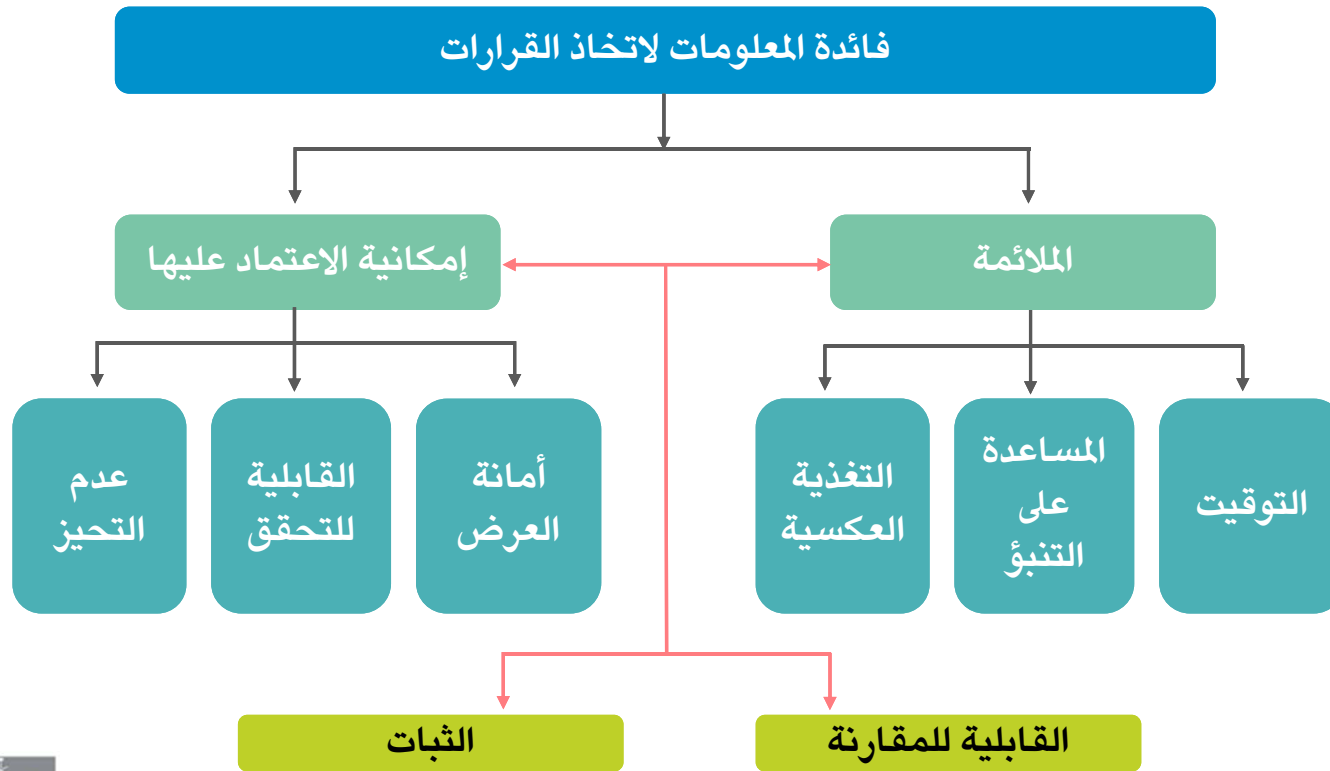 فائدة المعلومات لاتخاذ القرارات
الملائمة
إمكانية الاعتماد عليها
التوقيت
المساعدة
على
التنبؤ
التغذية
العكسية
أمانة
العرض
القابلية
للتحقق
عدم
التحيز
القابلية للمقارنة
الثبات